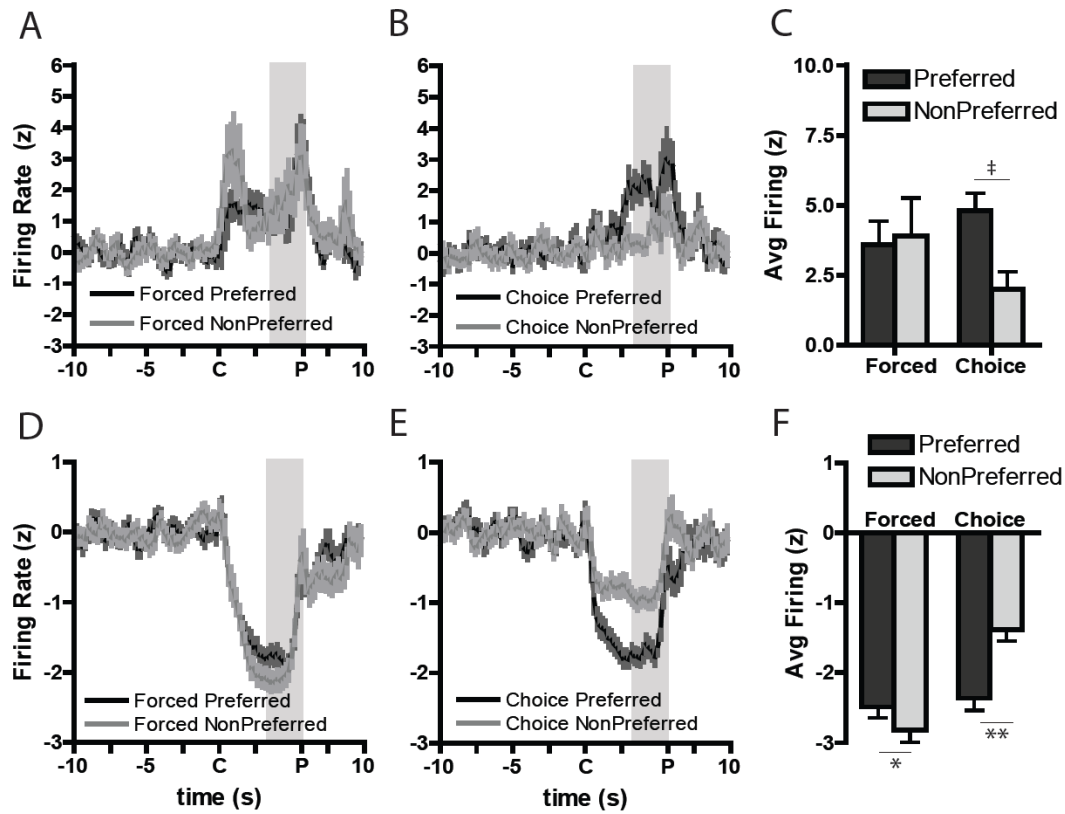 A
6
5
4
3
2
1
0
-1
-2
-3
Firing Rate (z)
Forced Preferred
Forced NonPreferred
-10 -5 C P 10
B
6
5
4
3
2
1
0
-1
-2
-3
Choice Preferred
Choice NonPreferred
-10 -5 C P 10
C
10.0
7.5
5.0
2.5
0.0
Avg Firing (z)
Preferred
NonPreferred
‡
Forced Choice
D
1
0
-1
-2
-3
Firing Rate (z)
Forced Preferred
Forced NonPreferred
-10 -5 C P 10
time (s)
E
1
0
-1
-2
-3
Choice Preferred
Choice NonPreferred
-10 -5 C P 10
time (s)
F
Preferred
NonPreferred
1
0
-1
-2
-3
Avg Firing (z)
Forced Choice
*
**